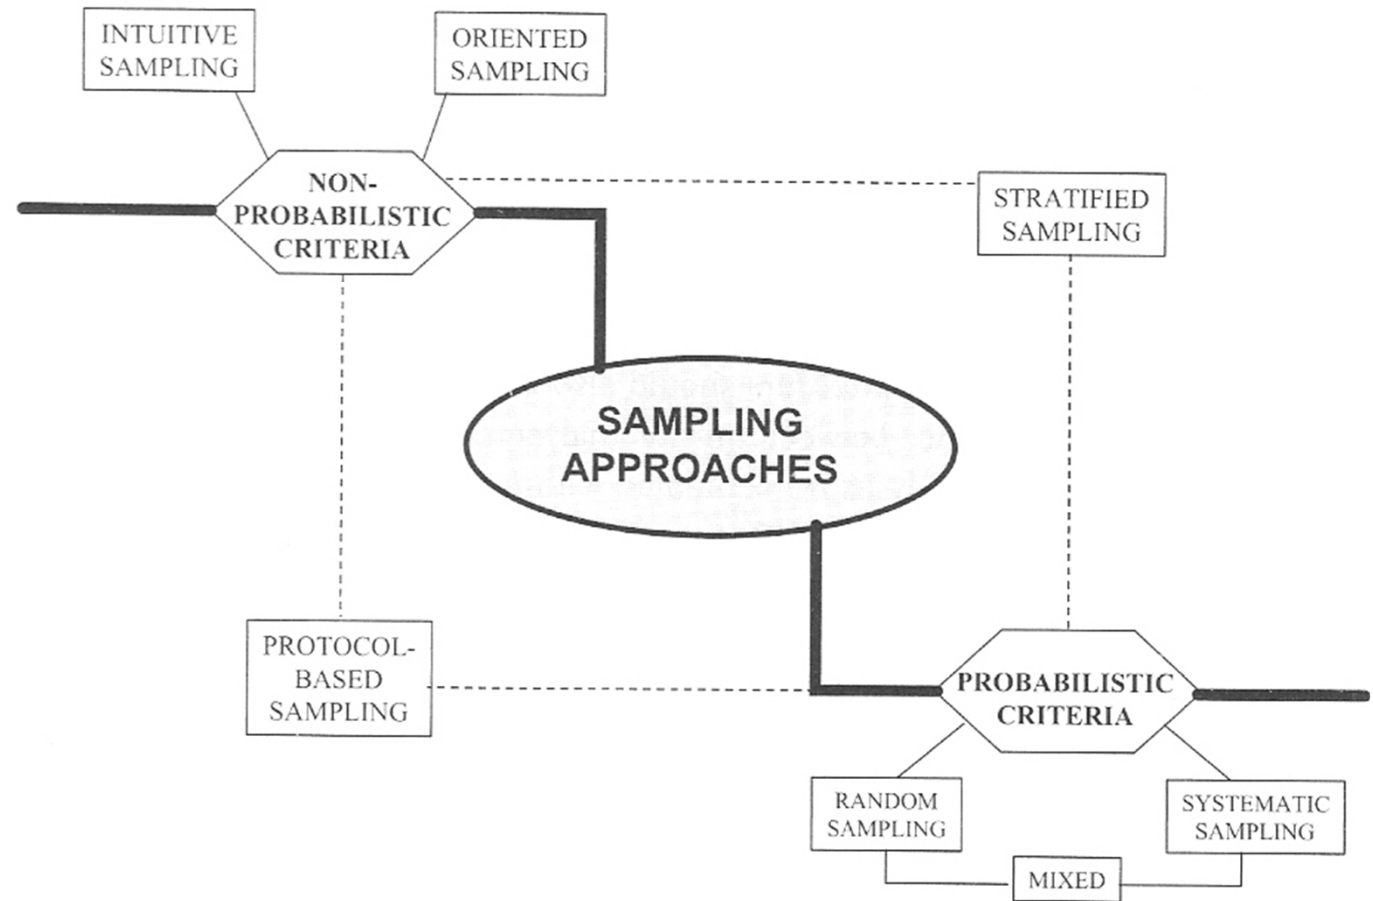 INTUITIVE
SAMPLING
ORIENTED
SAMPLING
NON-
PROBABILISTIC
CRITERIA
STRATIFIED
SAMPLING
SAMPLING
APPROACHES
PROTOCOL-
BASED
SAMPLING
PROBABILISTIC
CRITERIA
RANDOM
SAMPLING
SYSTEMATIC
SAMPLING
MIXED